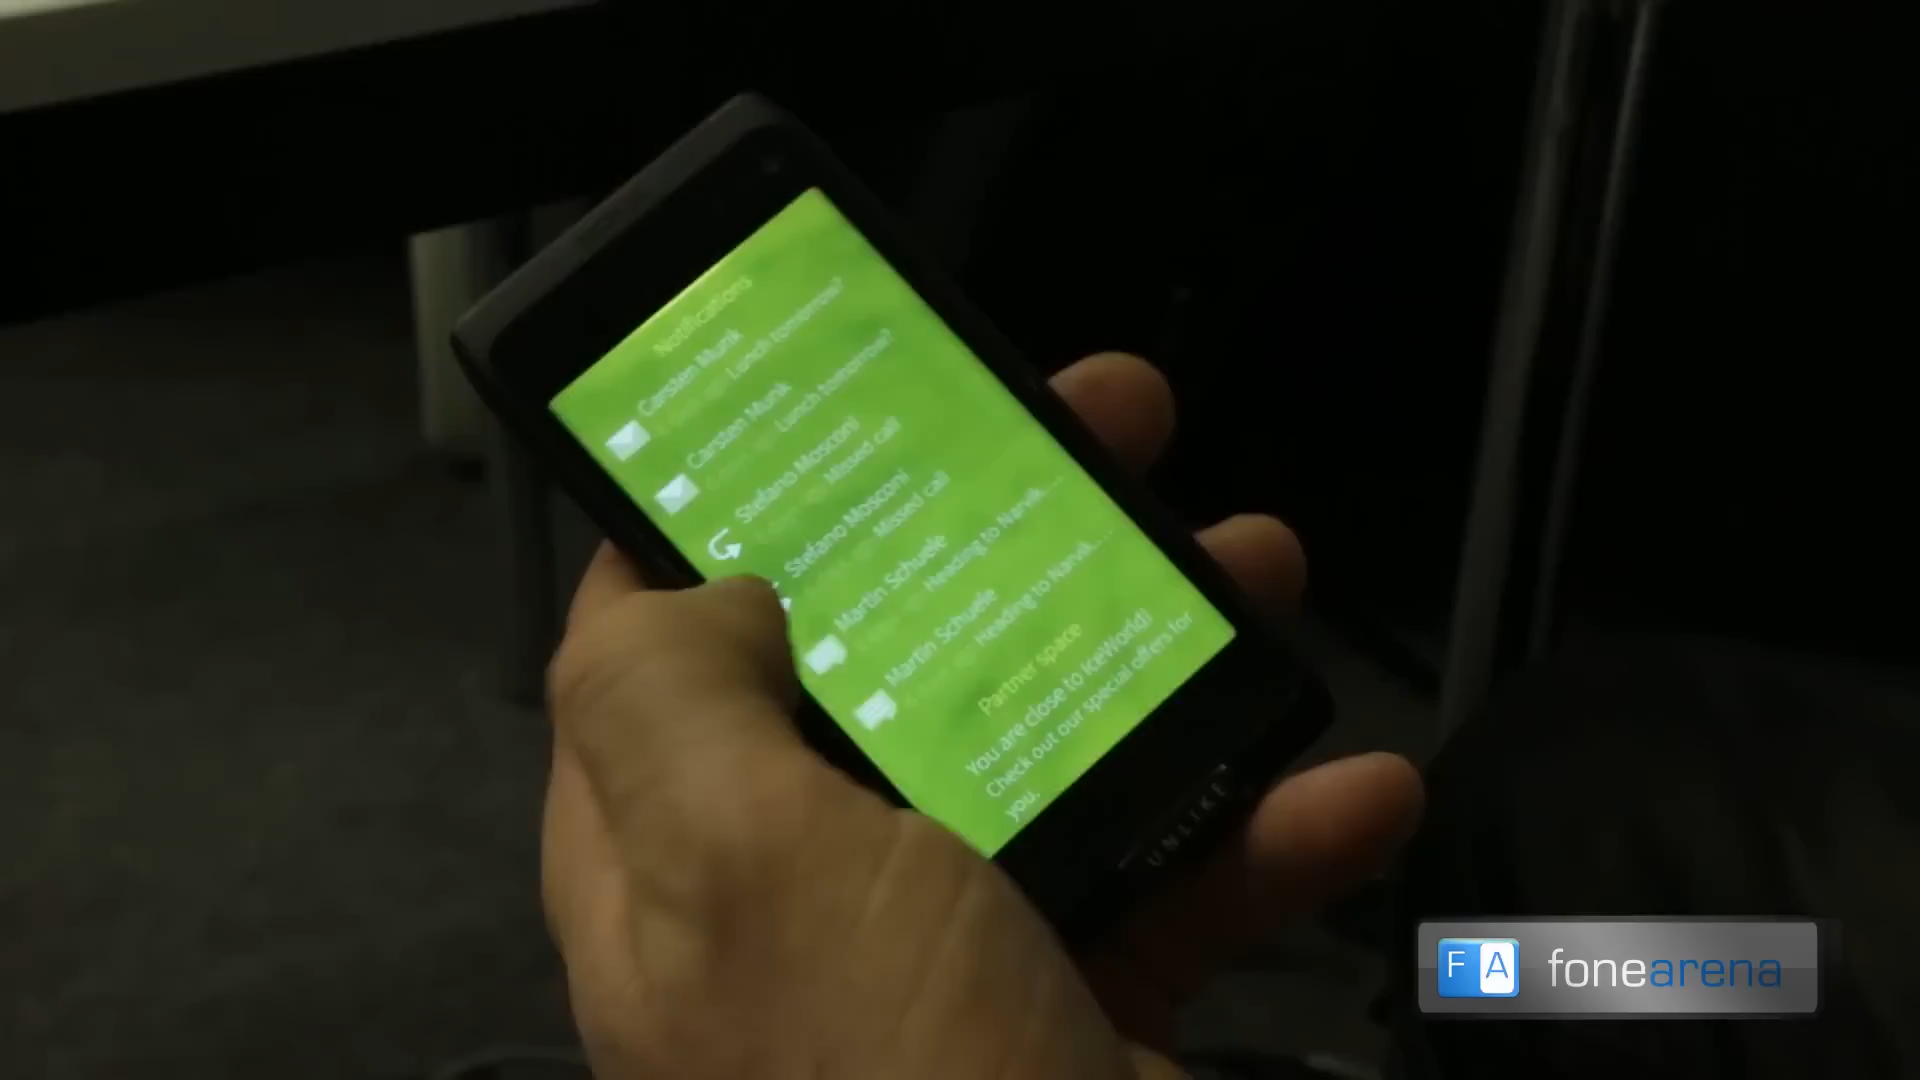 Notifications
Carsten Munk
Lunch tomorrow?
Carsten Munk
Lunch tomorrow?
Stefano Mosconi
Missed call
Stefano Mosconi
Missed call
Martin Schuele
Heading to Narvik....
Martin Schuele
Heading to Narvik....
Partner space
You are close to IceWorld!
Check out our special offers for
you.
UNLIKE
FA fonearena